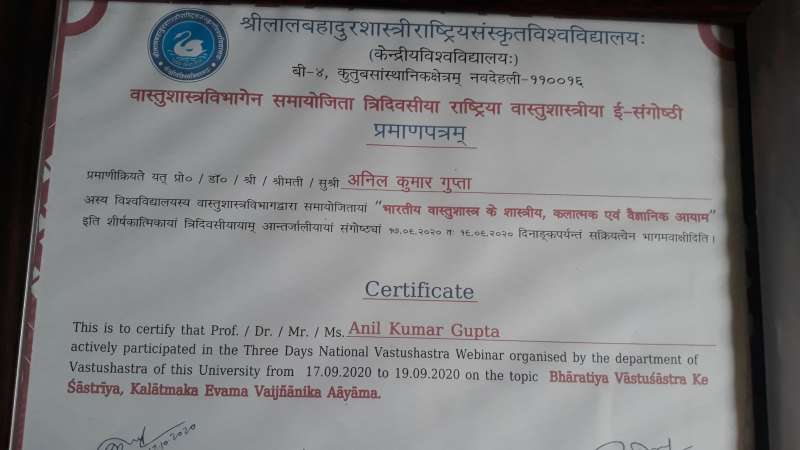 श्रीलालबहादुरशास्त्रीराष्ट्रियसंस्कृतविश्वविद्यालयः
(केन्द्रीयविश्वविद्यालयः)
बी-४, कुतुबसांस्थानिकक्षेत्रम् नवदेहली-११००१६
वास्तुशास्त्रविभागेन समायोजिता त्रिदिवसीया राष्ट्रिया वास्तुशास्त्रीया ई-संगोष्ठी
प्रमाणपत्रम्
प्रमाणीक्रियते यत् प्रो० / डॉ० / श्री / श्रीमती / सुश्री अनिल कुमार गुप्ता
अस्य विश्वविद्यालयस्य वास्तुशास्त्रविभागद्वारा समायोजितायां "भारतीय वास्तुशास्त्र के शास्त्रीय, कलात्मक एवं वैज्ञानिक आयाम"
इति शीर्षकात्मिकायां त्रिदिवसीयायाम् आन्तर्जालीयायां संगोष्ठ्यां १७.०९.२०२० तः १९.०९.२०२० दिनाङ्कपर्यन्तं सक्रियत्वेन भागमवाक्षीदिति।
Certificate
This is to certify that Prof. / Dr. / Mr. / Ms. Anil Kumar Gupta
actively participated in the Three Days National Vastushastra Webinar organised by the department of
Vastushastra of this University from 17.09.2020 to 19.09.2020 on the topic Bhāratiya Vāstuśāstra Ke
Śāstrīya, Kalātmaka Evama Vaijñānika Aāyāma.